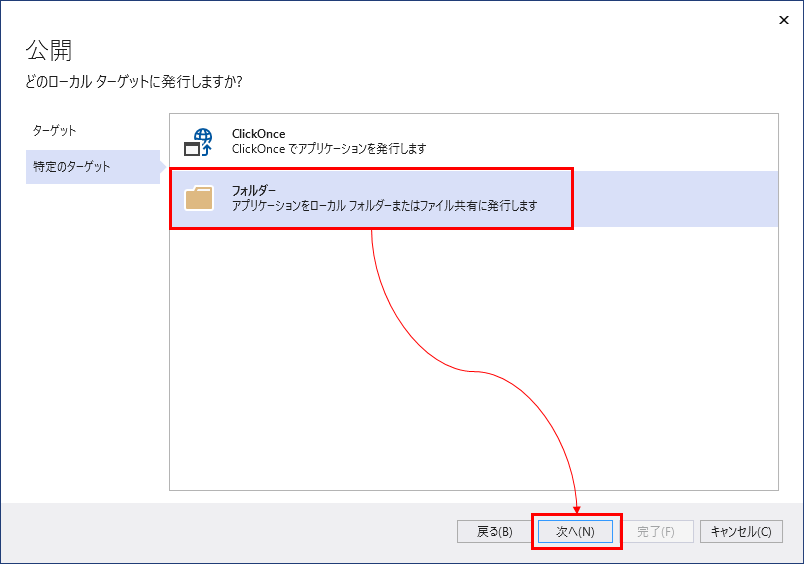 公開
どのローカル ターゲットに発行しますか?
ターゲット
特定のターゲット
ClickOnce
ClickOnce でアプリケーションを発行します
フォルダー
アプリケーションをローカル フォルダーまたはファイル共有に発行します
戻る(B)
次へ(N)
完了(F)
キャンセル(C)